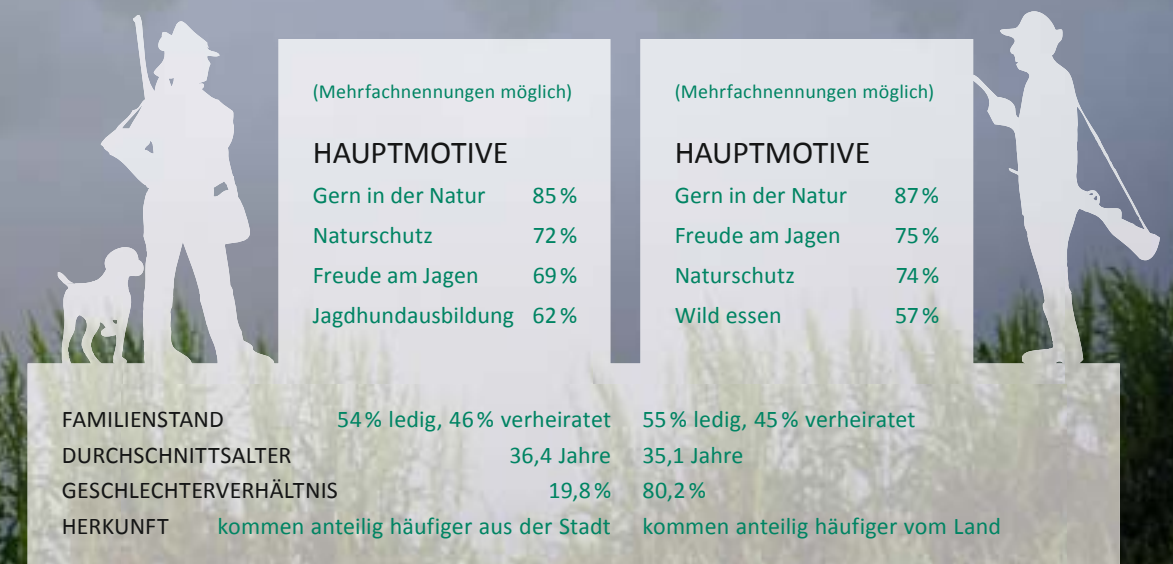 (Mehrfachnennungen möglich)
HAUPTMOTIVE
Gern in der Natur 85 %
Naturschutz 72 %
Freude am Jagen 69 %
Jagdhundausbildung 62 %
(Mehrfachnennungen möglich)
HAUPTMOTIVE
Gern in der Natur 87 %
Freude am Jagen 75 %
Naturschutz 74 %
Wild essen 57 %
FAMILIENSTAND 54 % ledig, 46 % verheiratet 55 % ledig, 45 % verheiratet
DURCHSCHNITTSALTER 36,4 Jahre 35,1 Jahre
GESCHLECHTERVERHÄLTNIS 19,8 % 80,2 %
HERKUNFT kommen anteilig häufiger aus der Stadt kommen anteilig häufiger vom Land